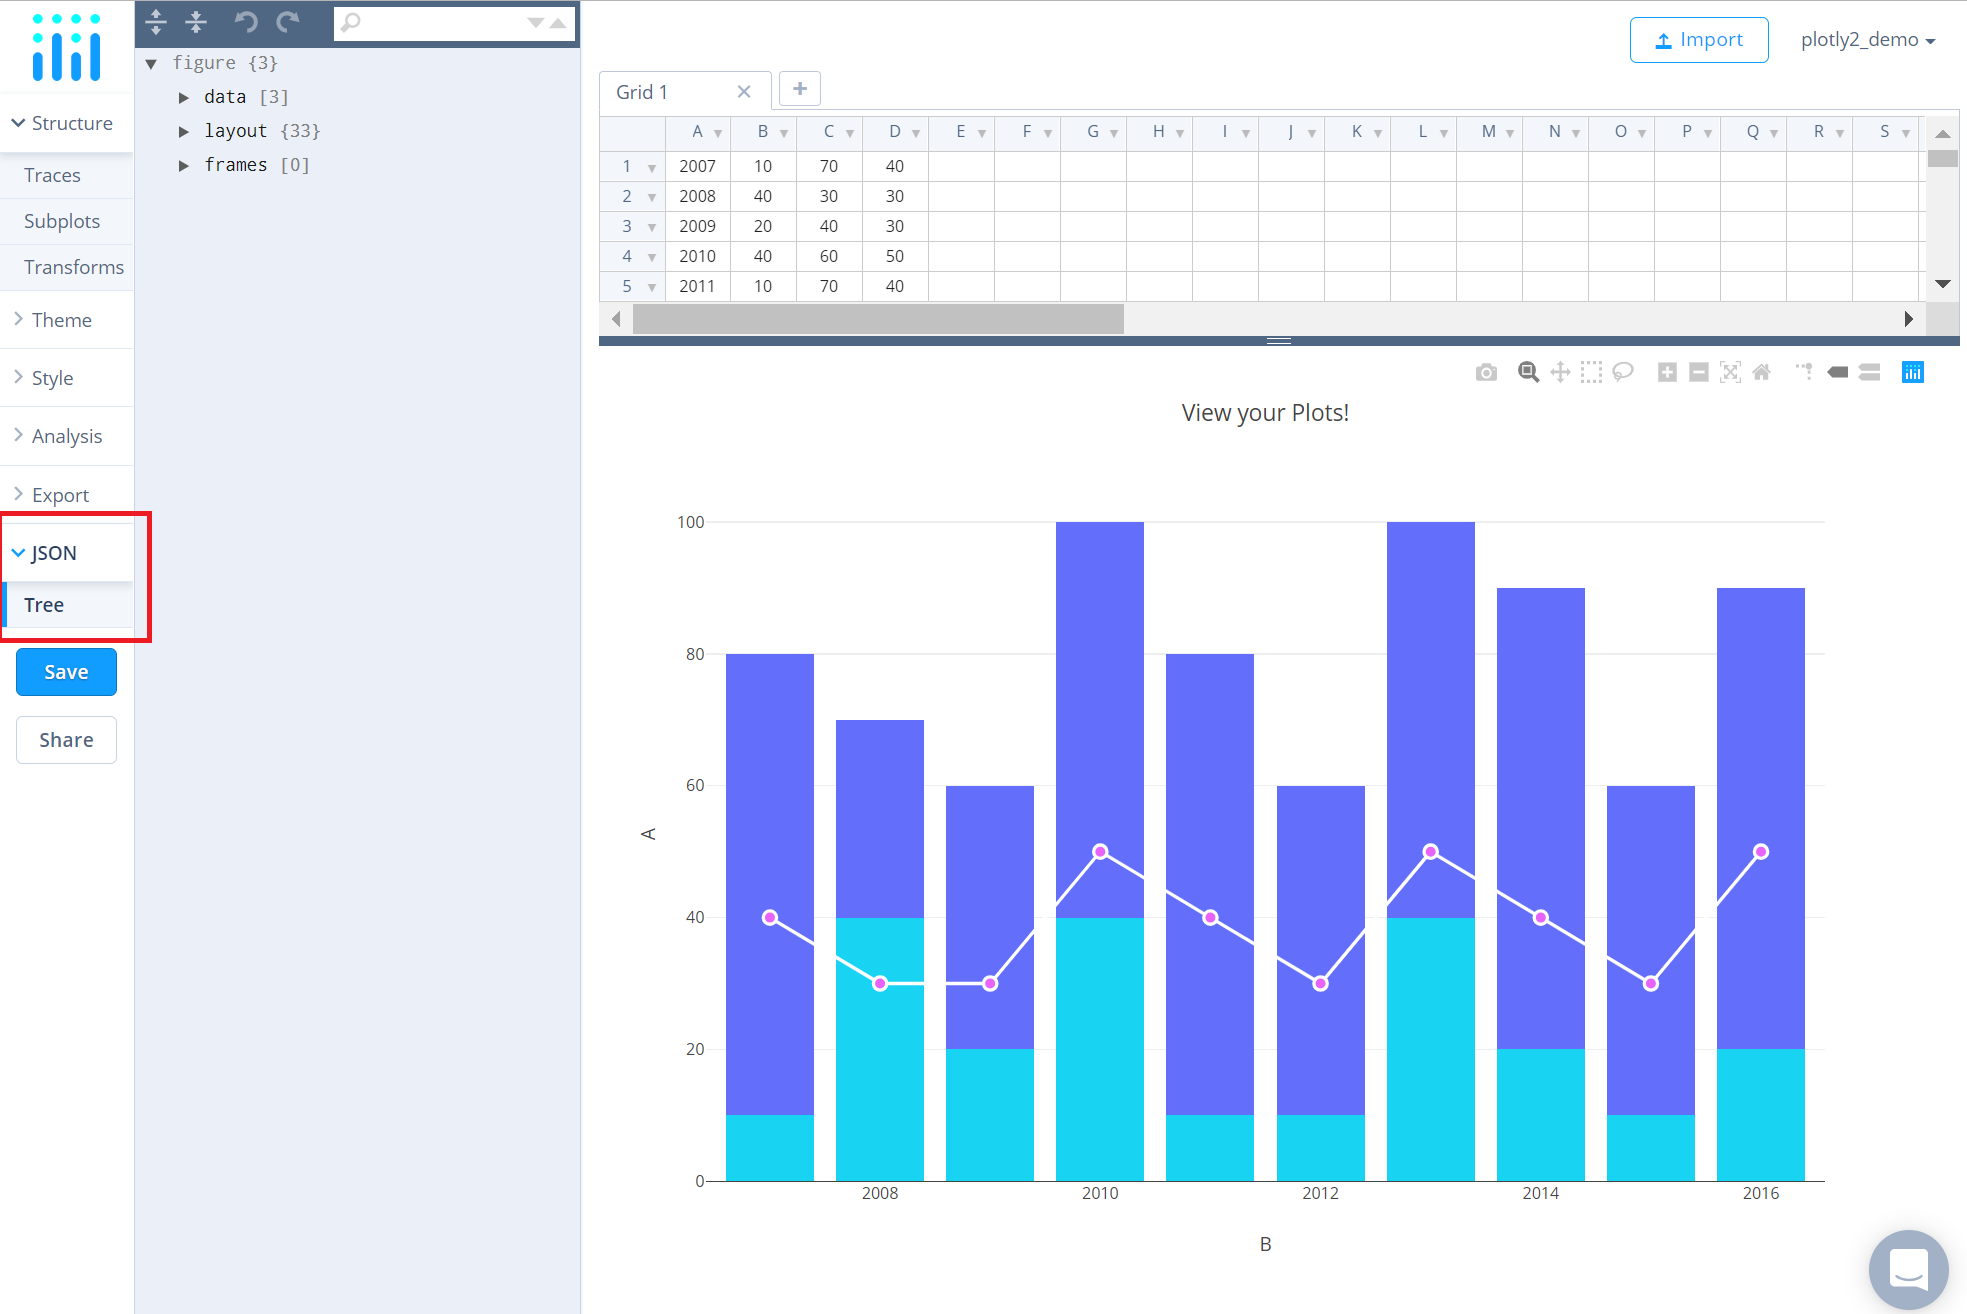 Structure
Traces
Subplots
Transforms
Theme
Style
Analysis
Export
JSON
Tree
Save
Share
figure {3}
data [3]
layout {33}
frames [0]
Import
plotly2_demo
Grid 1 × +
A B C D E F G H I J K L M N O P Q R S
1 2007 10 70 40
2 2008 40 30 30
3 2009 20 40 30
4 2010 40 60 50
5 2011 10 70 40
View your Plots!
100
80
60
40
20
0
A
2008 2010 2012 2014 2016
B